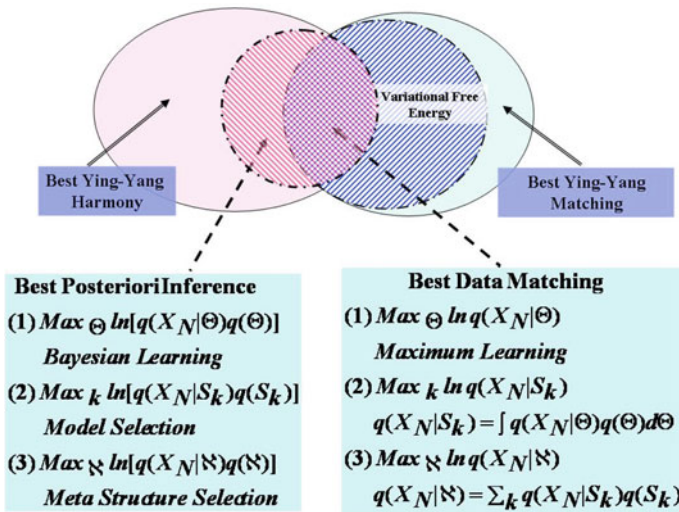 Variational Free
Energy
Best Ying-Yang
Harmony
Best Ying-Yang
Matching
Best Posteriori Inference
(1) Max Θ ln[q(X_N|Θ)q(Θ)]
Bayesian Learning
(2) Max k ln[q(X_N|S_k)q(S_k)]
Model Selection
(3) Max ℵ ln[q(X_N|ℵ)q(ℵ)]
Meta Structure Selection
Best Data Matching
(1) Max Θ ln q(X_N|Θ)
Maximum Learning
(2) Max k ln q(X_N|S_k)
q(X_N|S_k) = ∫ q(X_N|Θ)q(Θ)dΘ
(3) Max ℵ ln q(X_N|ℵ)
q(X_N|ℵ) = ∑_k q(X_N|S_k)q(S_k)